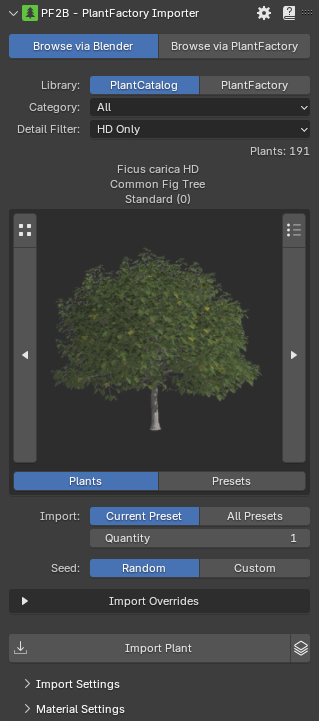 PF2B - PlantFactory Importer
Browse via Blender Browse via PlantFactory
Library: PlantCatalog PlantFactory
Category: All
Detail Filter: HD Only
Plants: 191
Ficus carica HD
Common Fig Tree
Standard (0)
Plants Presets
Import: Current Preset All Presets
Quantity 1
Seed: Random Custom
Import Overrides
Import Plant
Import Settings
Material Settings